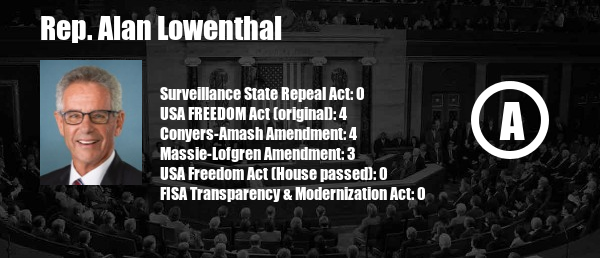 Rep. Alan Lowenthal
Surveillance State Repeal Act: 0
USA FREEDOM Act (original): 4
Conyers-Amash Amendment: 4
Massie-Lofgren Amendment: 3
USA Freedom Act (House passed): 0
FISA Transparency & Modernization Act: 0
A